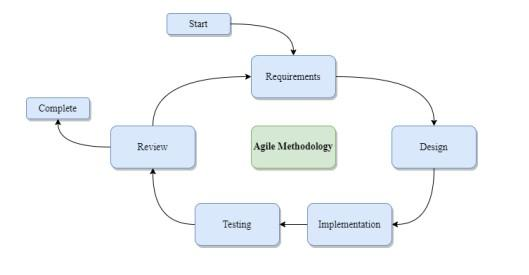 Start
Requirements
Complete
Review
Agile Methodology
Design
Testing
Implementation